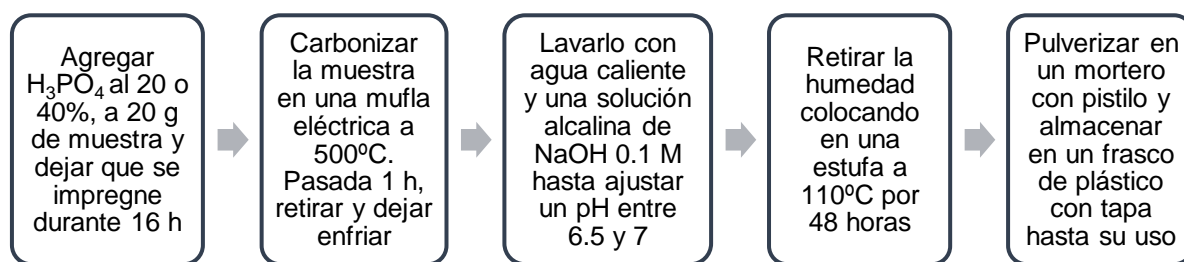 Agregar
H₃PO₄ al 20 o
40%, a 20 g
de muestra y
dejar que se
impregne
durante 16 h
Carbonizar
la muestra
en una mufla
eléctrica a
500ºC.
Pasada 1 h,
retirar y dejar
enfriar
Lavarlo con
agua caliente
y una solución
alcalina de
NaOH 0.1 M
hasta ajustar
un pH entre
6.5 y 7
Retirar la
humedad
colocando
en una
estufa a
110ºC por
48 horas
Pulverizar en
un mortero
con pistilo y
almacenar
en un frasco
de plástico
con tapa
hasta su uso